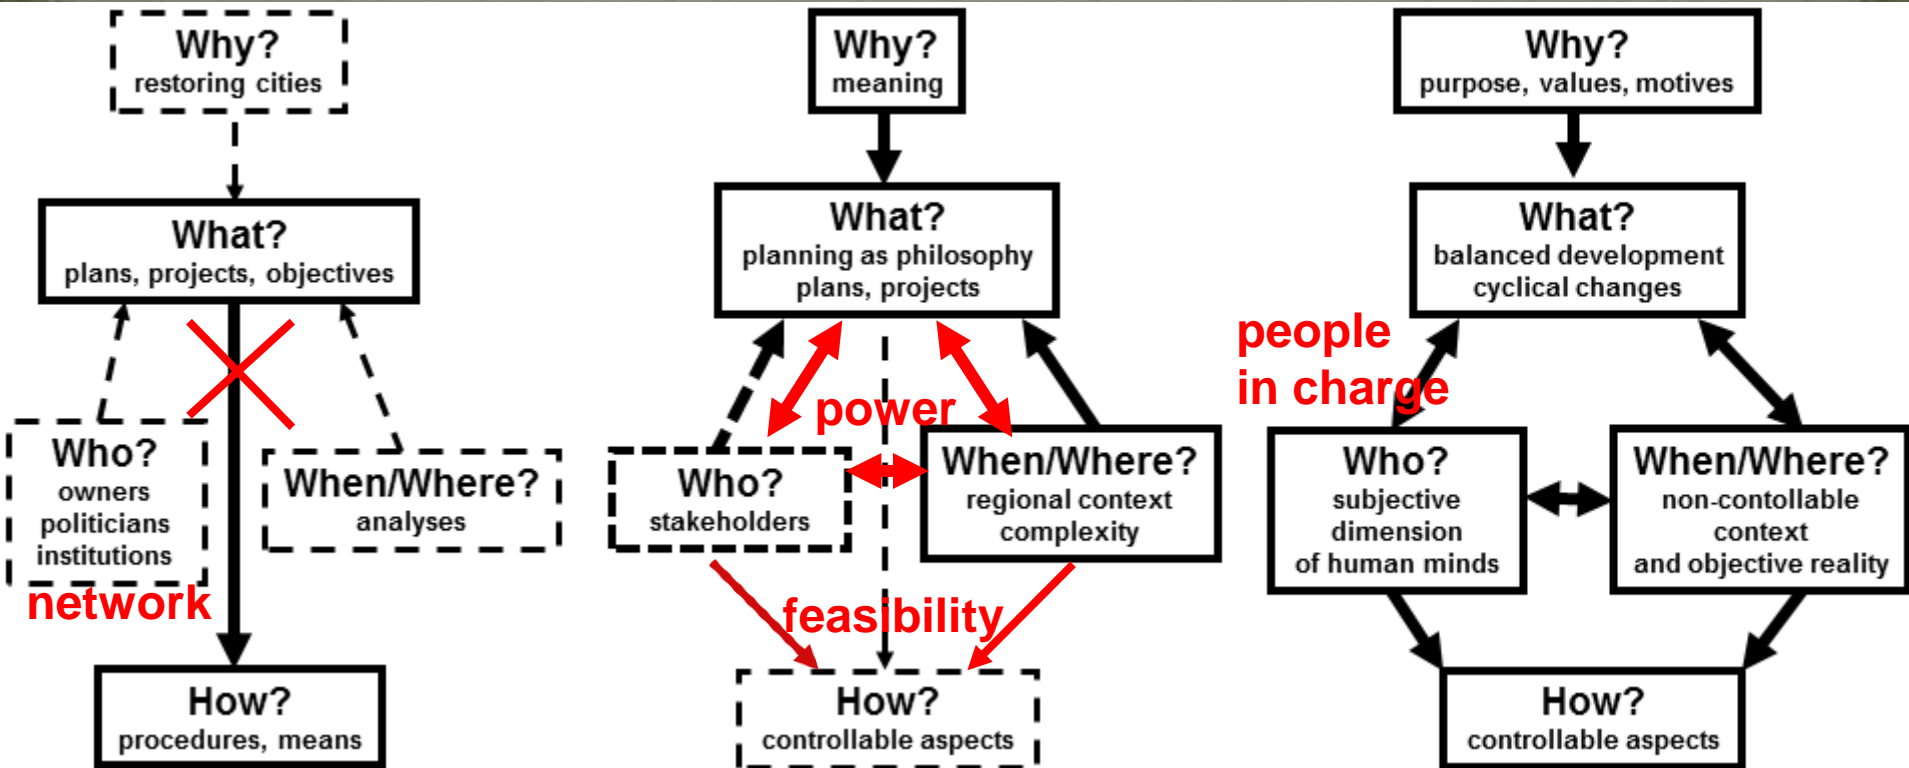 Why?
restoring cities
What?
plans, projects, objectives
Who?
owners
politicians
institutions
network
When/Where?
analyses
How?
procedures, means
Why?
meaning
What?
planning as philosophy
plans, projects
power
Who?
stakeholders
When/Where?
regional context
complexity
feasibility
How?
controllable aspects
Why?
purpose, values, motives
What?
balanced development
cyclical changes
people
in charge
Who?
subjective
dimension
of human minds
When/Where?
non-contollable
context
and objective reality
How?
controllable aspects